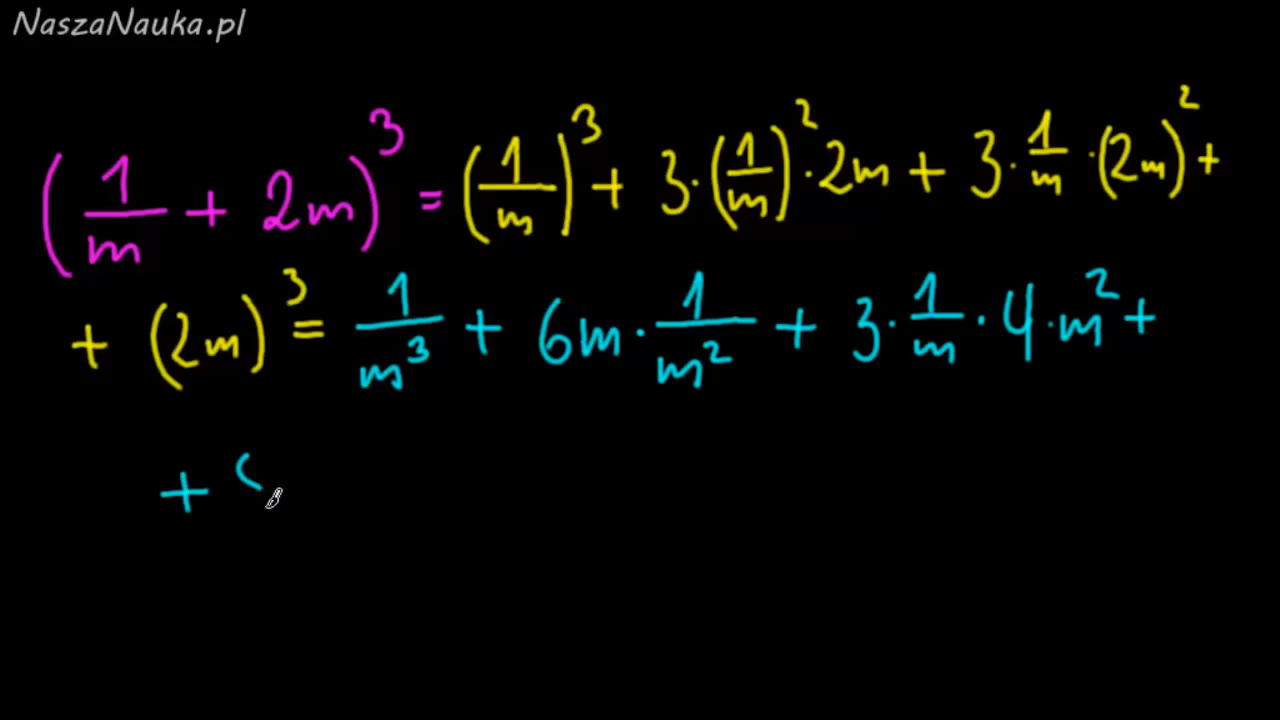 NaszaNauka.pl
(1/m + 2m)³ = (1/m)³ + 3·(1/m)²·2m + 3·1/m·(2m)² +
+ (2m)³ = 1/m³ + 6m·1/m² + 3·1/m·4·m² +
+